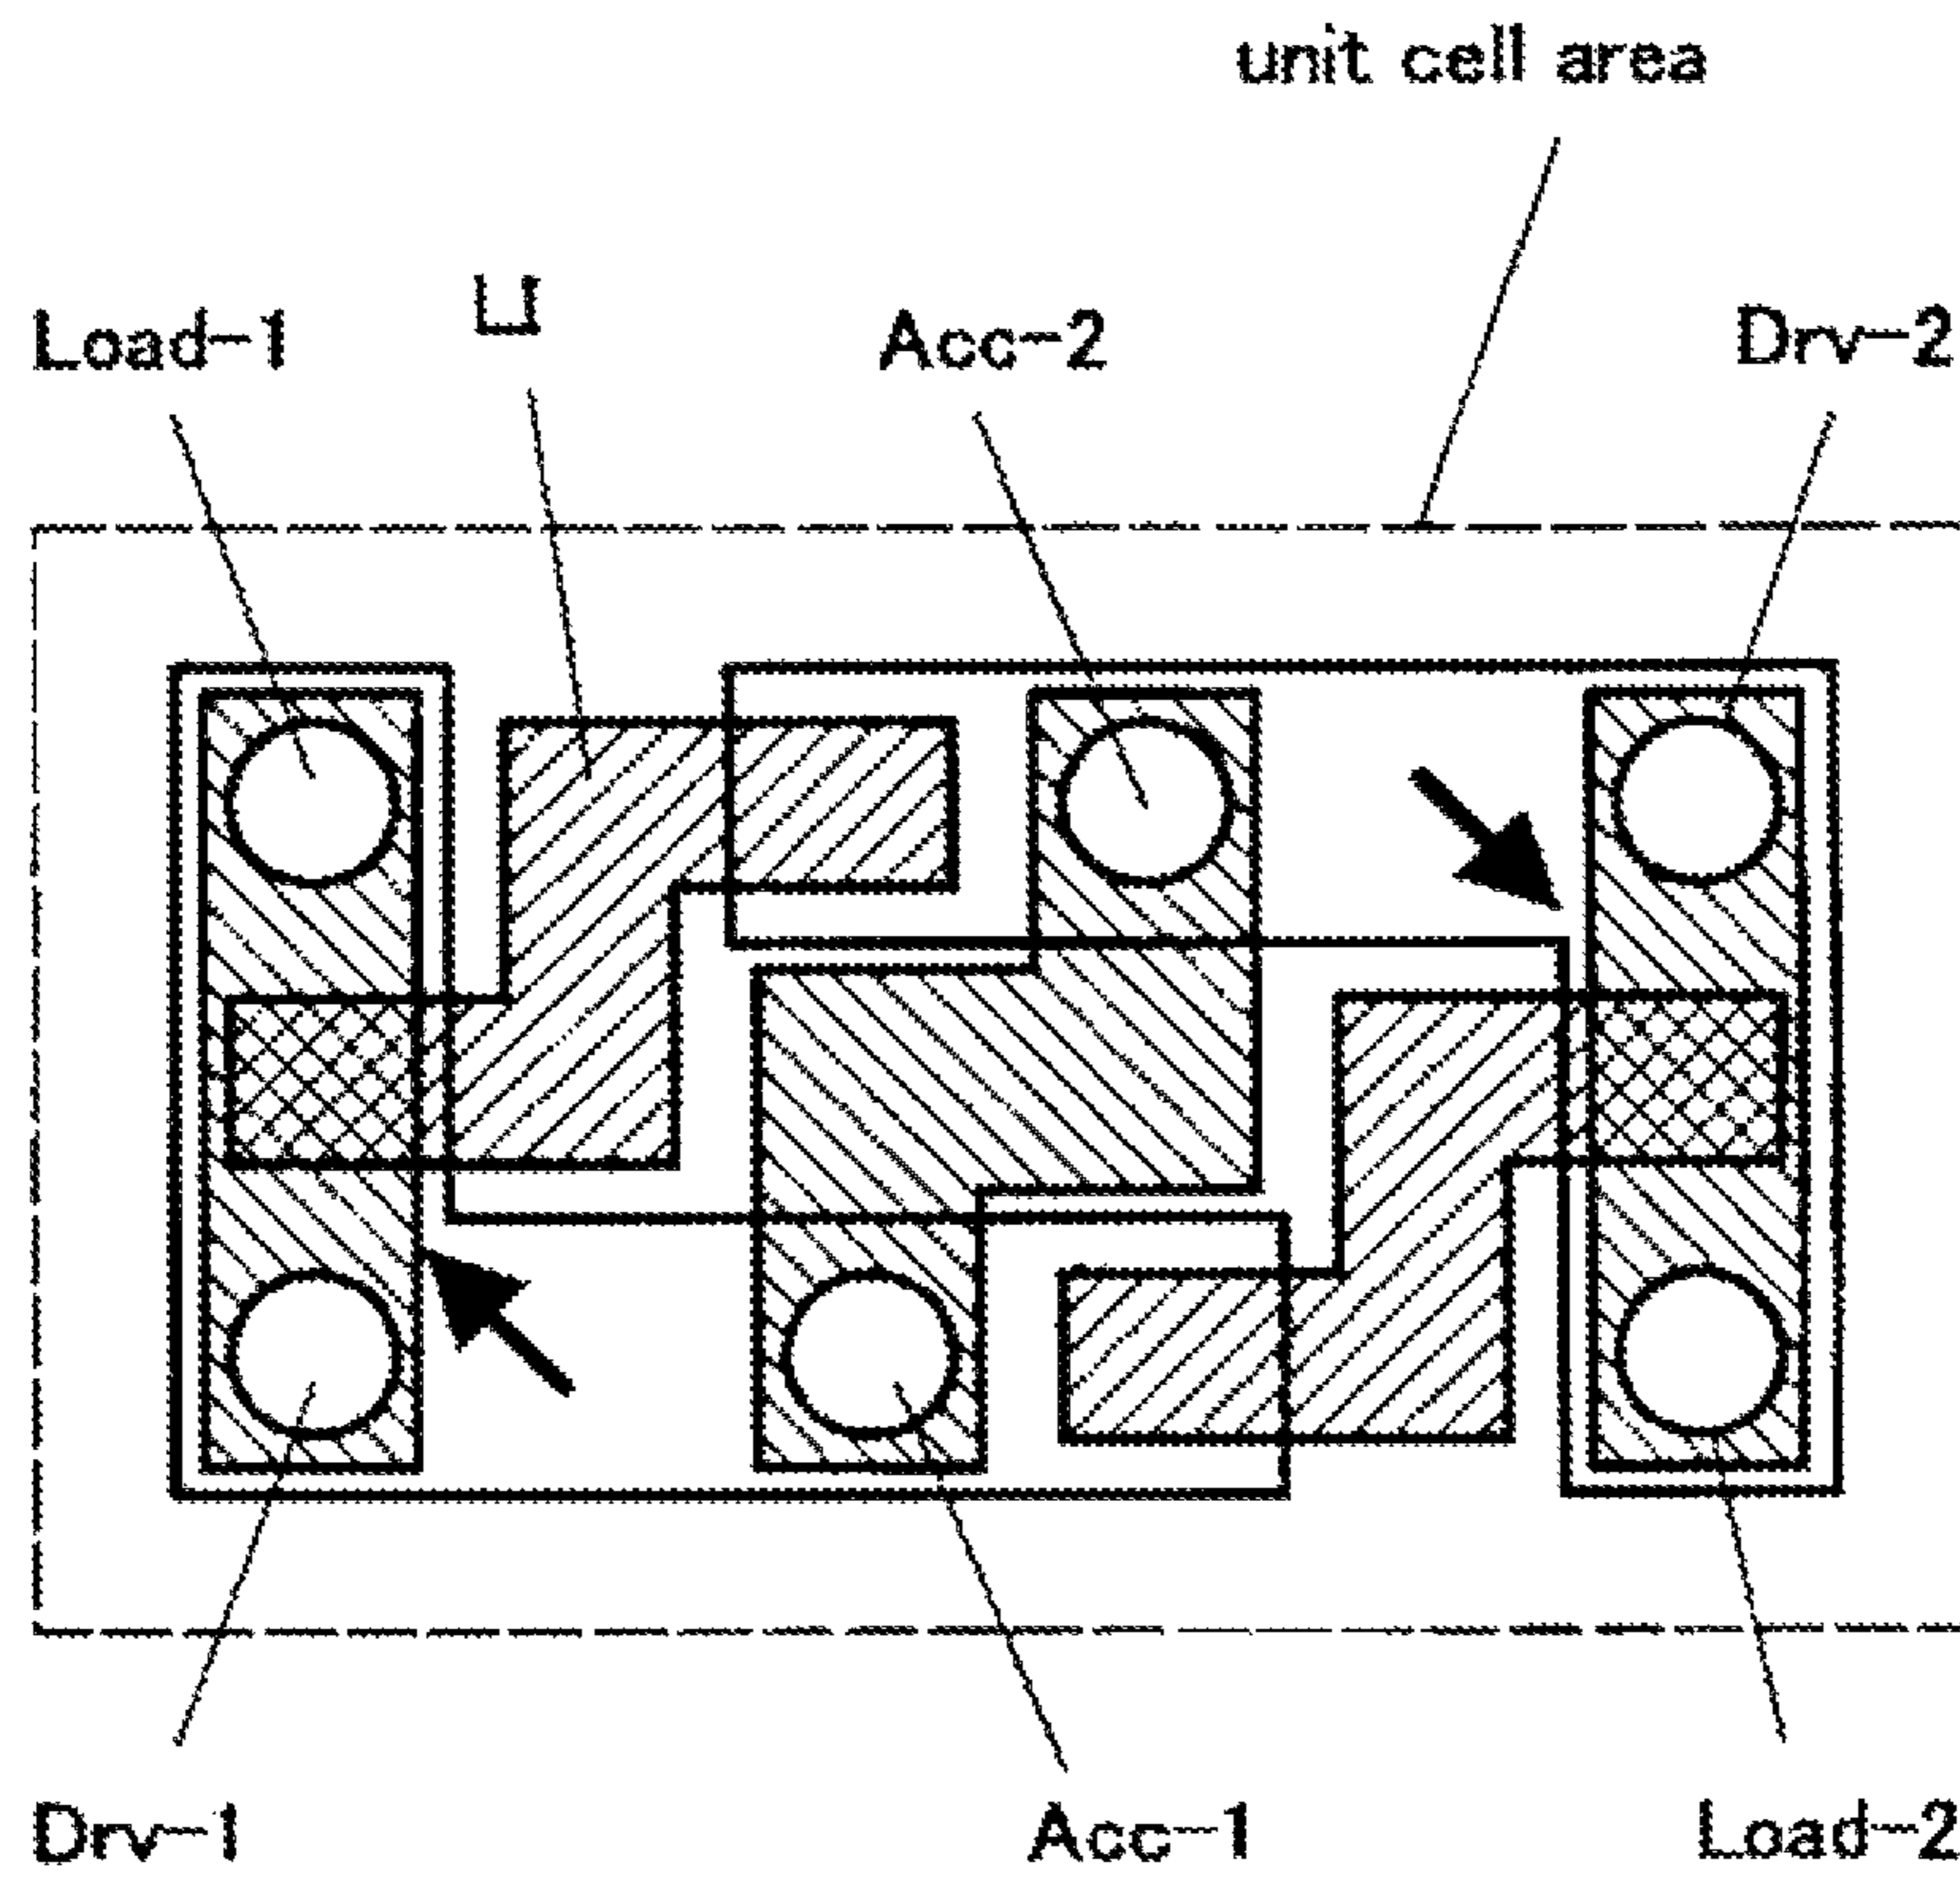 unit cell area
Load-1
LI
Acc-2
Drv-2
Drv-1
Acc-1
Load-2